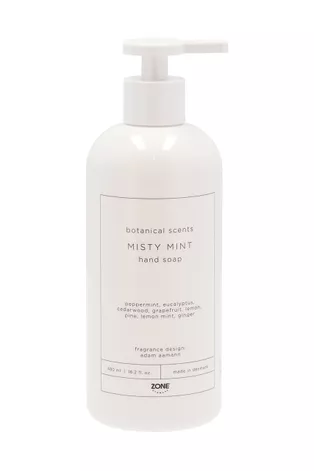 botanical scents
MISTY MINT
hand soap
peppermint, eucalyptus,
cedarwood, grapefruit, lemon,
pine, lemon mint, ginger
fragrance design:
adam aamann
made in denmark
ZONE